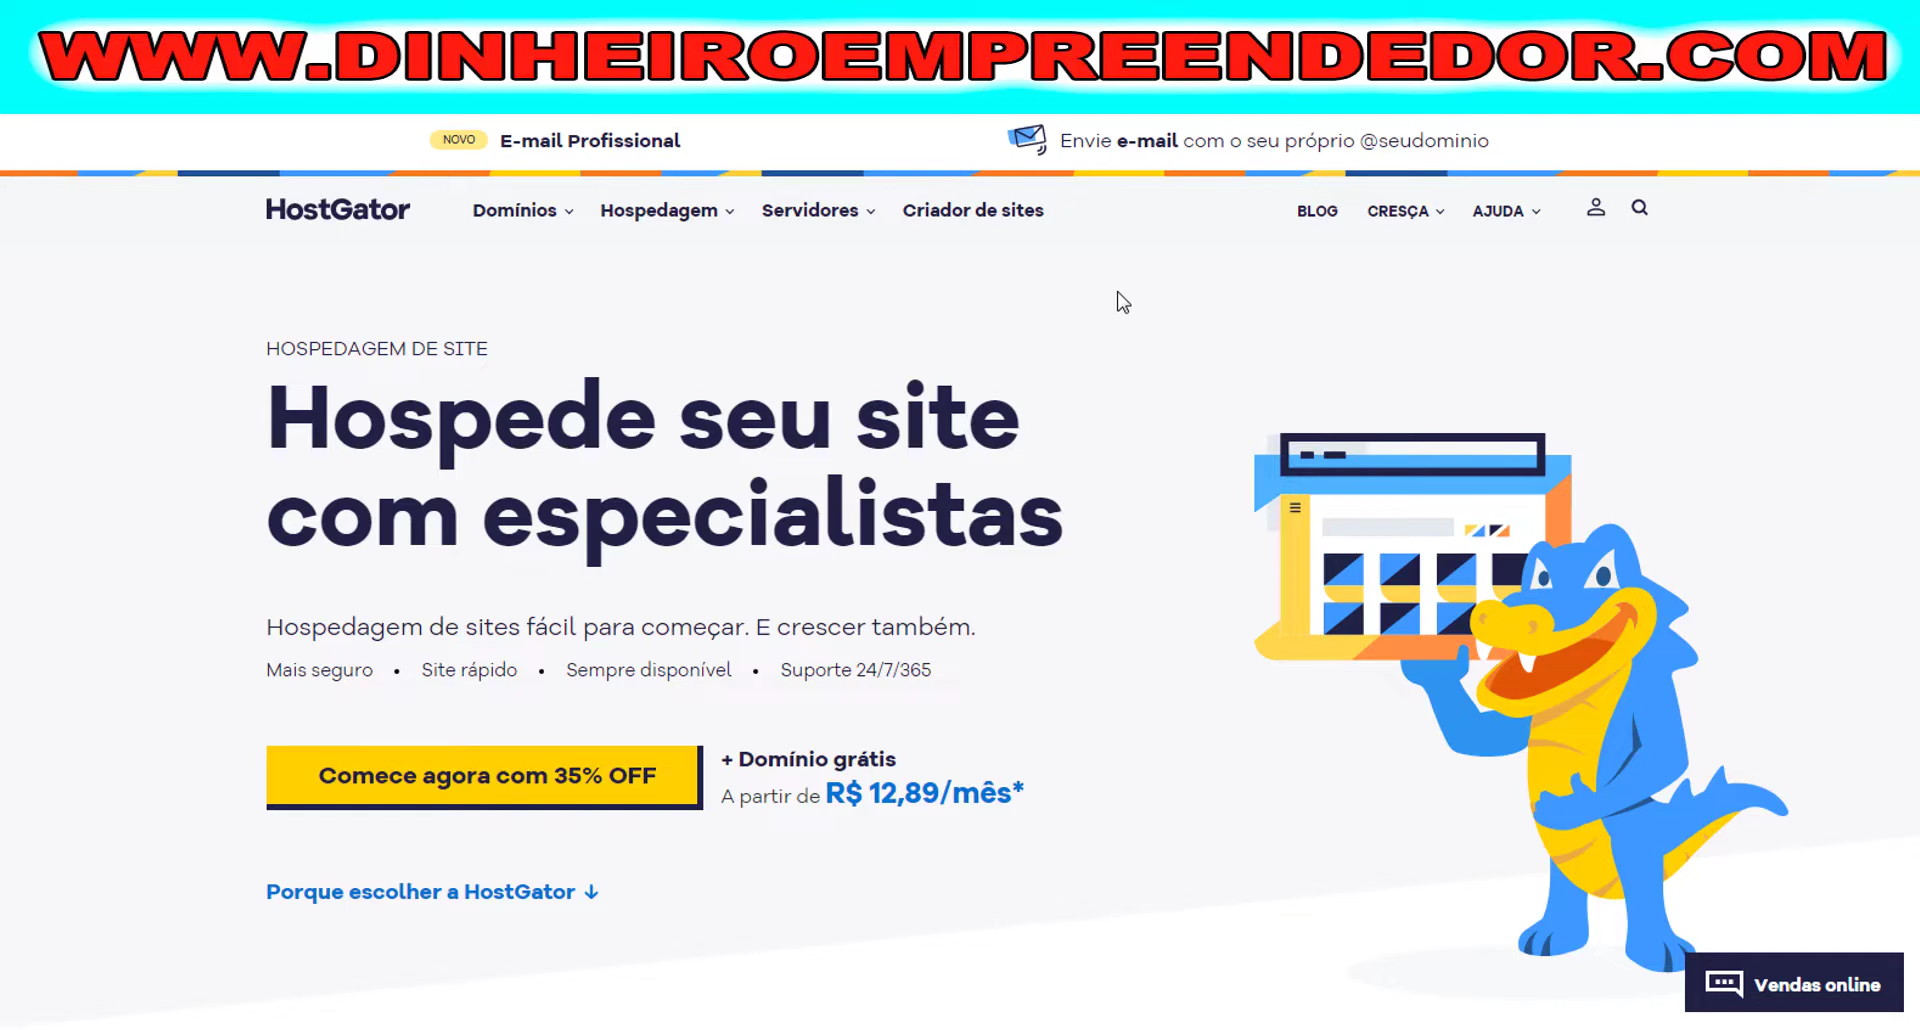 WWW.DINHEIROEMPREENDEDOR.COM
NOVO E-mail Profissional
Envie e-mail com o seu próprio @seudominio
HostGator Domínios Hospedagem Servidores Criador de sites BLOG CRESÇA AJUDA
HOSPEDAGEM DE SITE
Hospede seu site
com especialistas
Hospedagem de sites fácil para começar. E crescer também.
Mais seguro • Site rápido • Sempre disponível • Suporte 24/7/365
Comece agora com 35% OFF
+ Domínio grátis
A partir de R$ 12,89/mês*
Porque escolher a HostGator ↓
Vendas online